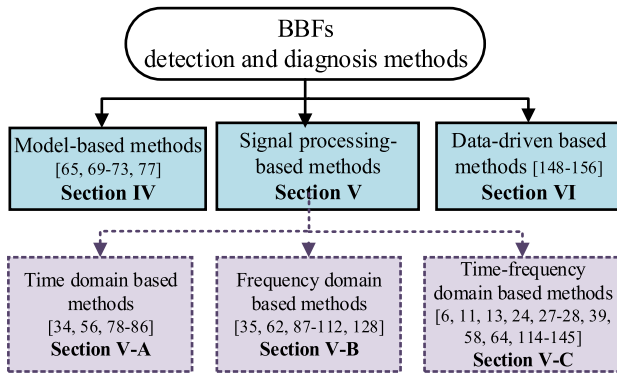 BBFs
detection and diagnosis methods
Model-based methods
[65, 69-73, 77]
Section IV
Signal processing-
based methods
Section V
Data-driven based
methods [148-156]
Section VI
Time domain based
methods
[34, 56, 78-86]
Section V-A
Frequency domain
based methods
[35, 62, 87-112, 128]
Section V-B
Time-frequency
domain based methods
[6, 11, 13, 24, 27-28, 39,
58, 64, 114-145]
Section V-C